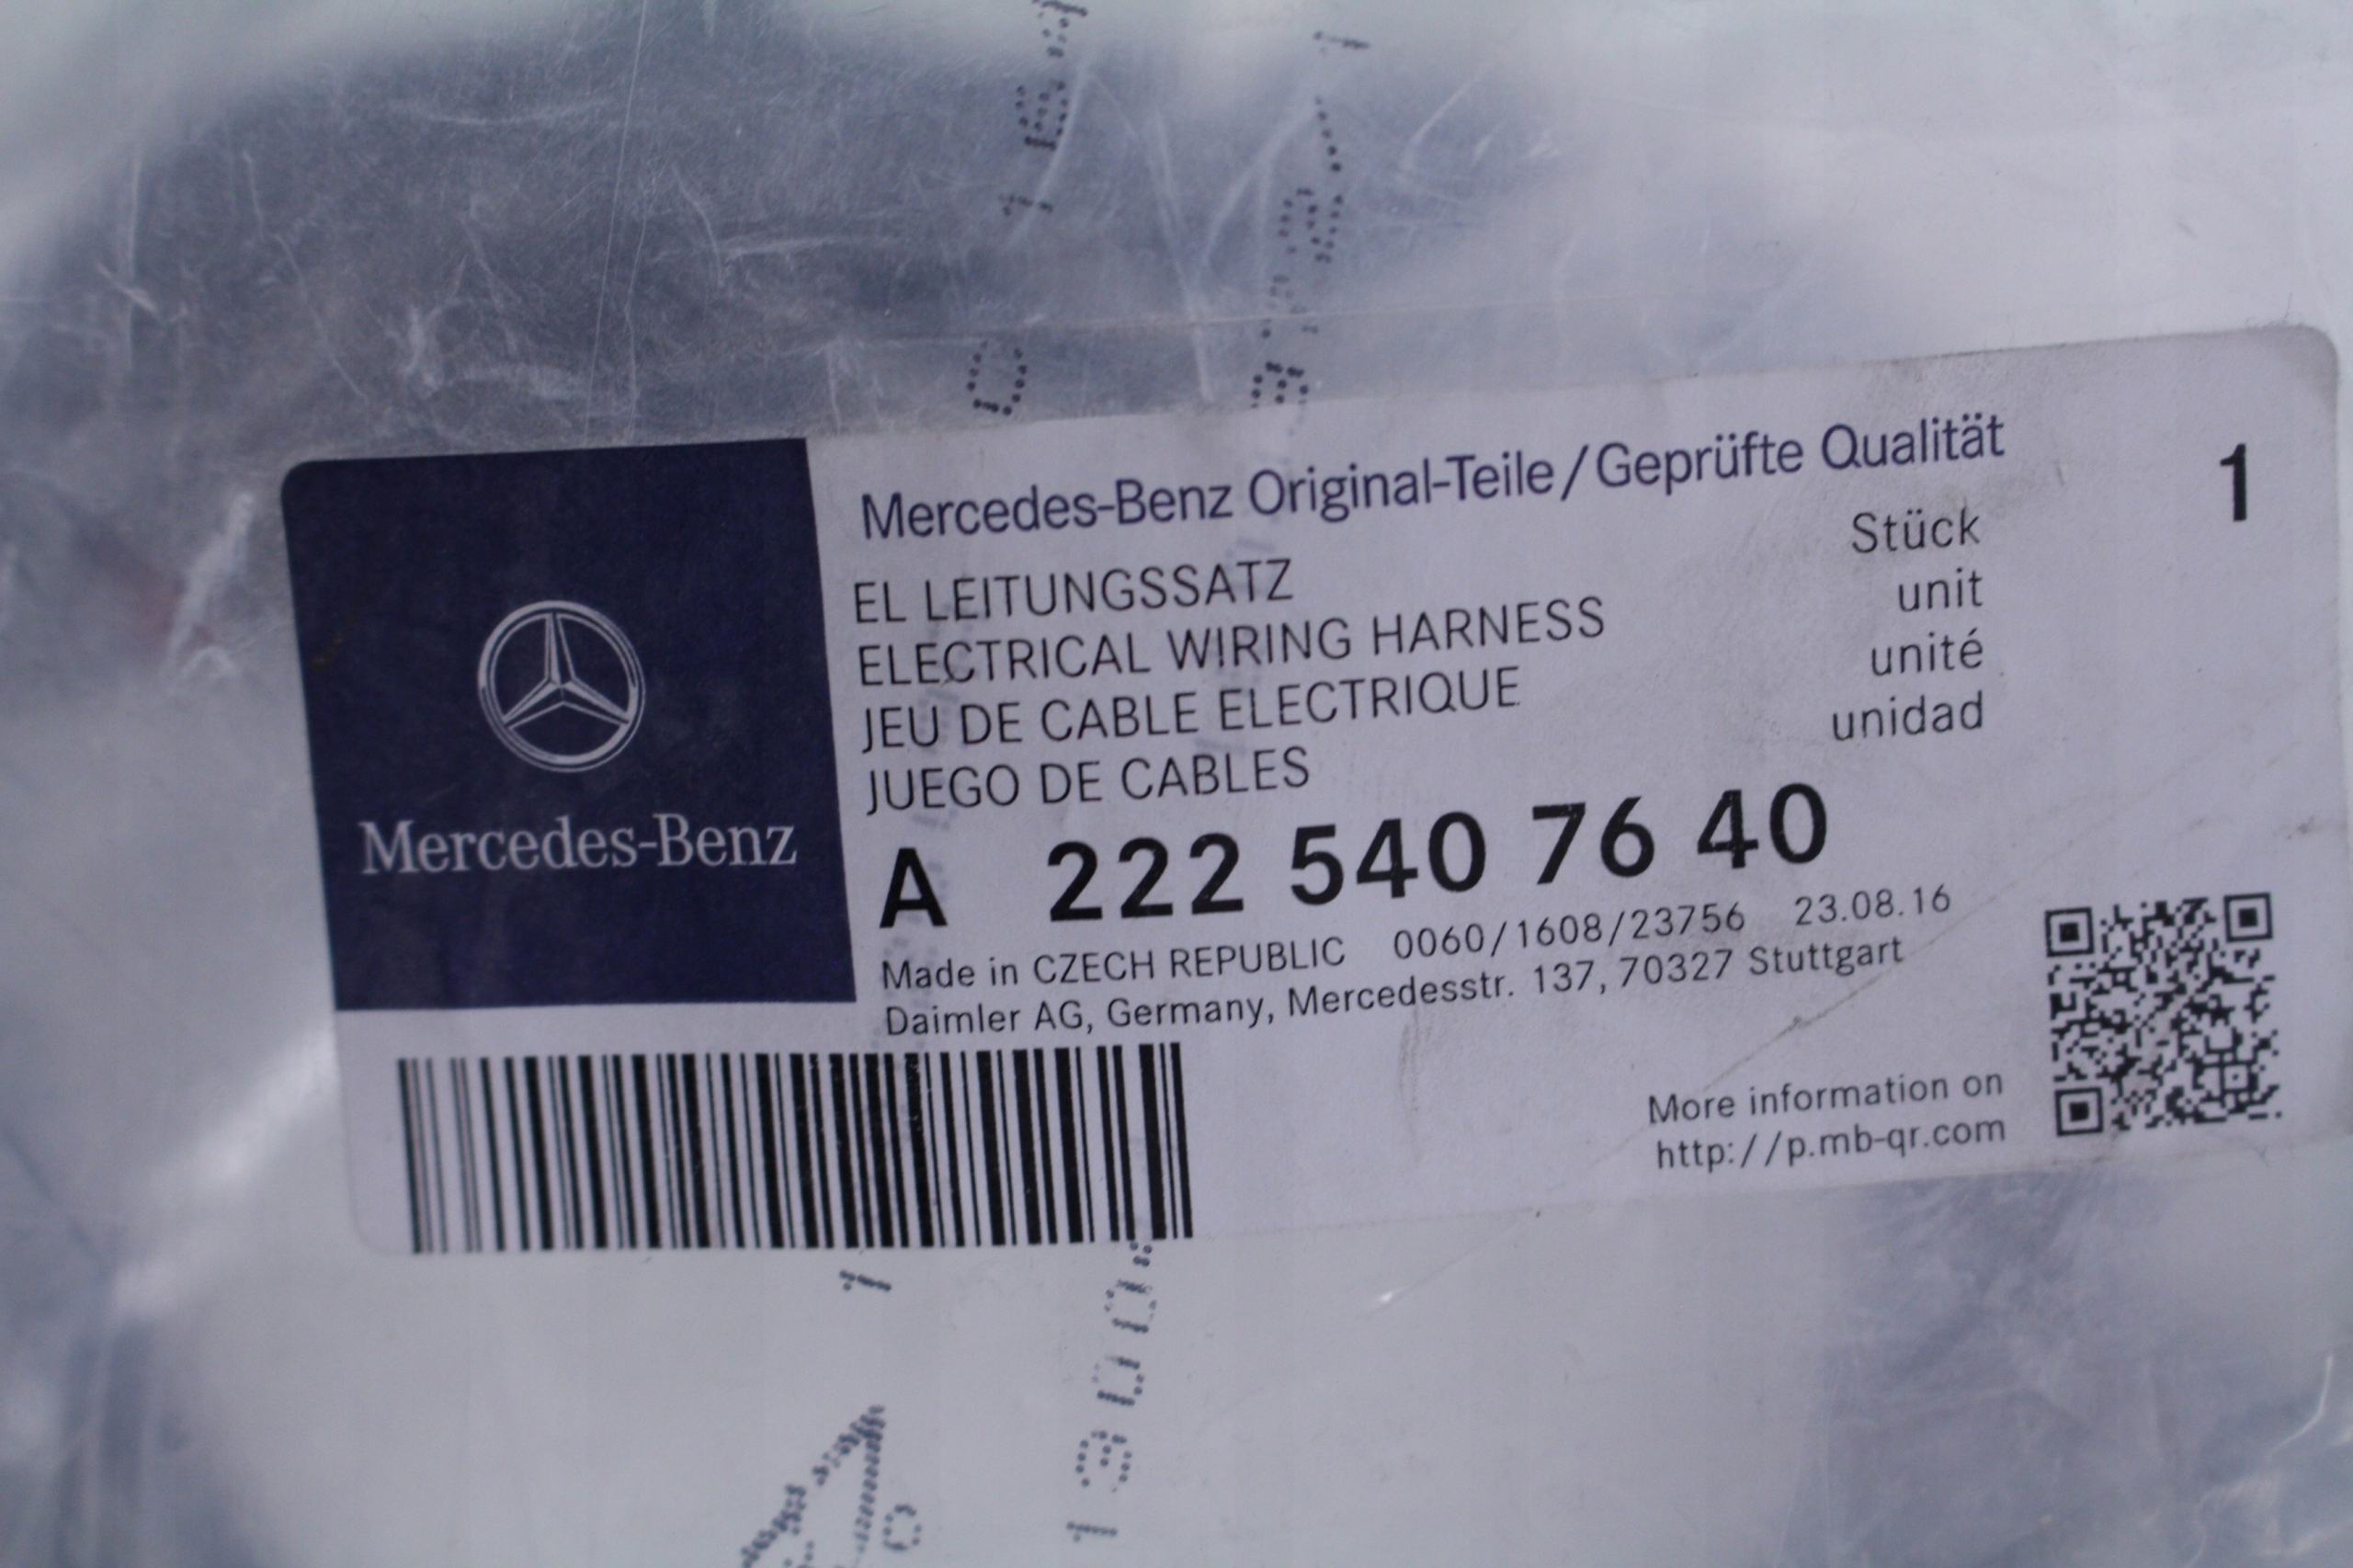 Mercedes-Benz
Mercedes-Benz Original-Teile/Geprüfte Qualität
EL LEITUNGSSATZ
ELECTRICAL WIRING HARNESS
JEU DE CABLE ELECTRIQUE
JUEGO DE CABLES
Stück 1
unit
unité
unidad
A 222 540 76 40
Made in CZECH REPUBLIC 0060/1608/23756 23.08.16
Daimler AG, Germany, Mercedesstr. 137, 70327 Stuttgart
More information on
http://p.mb-qr.com